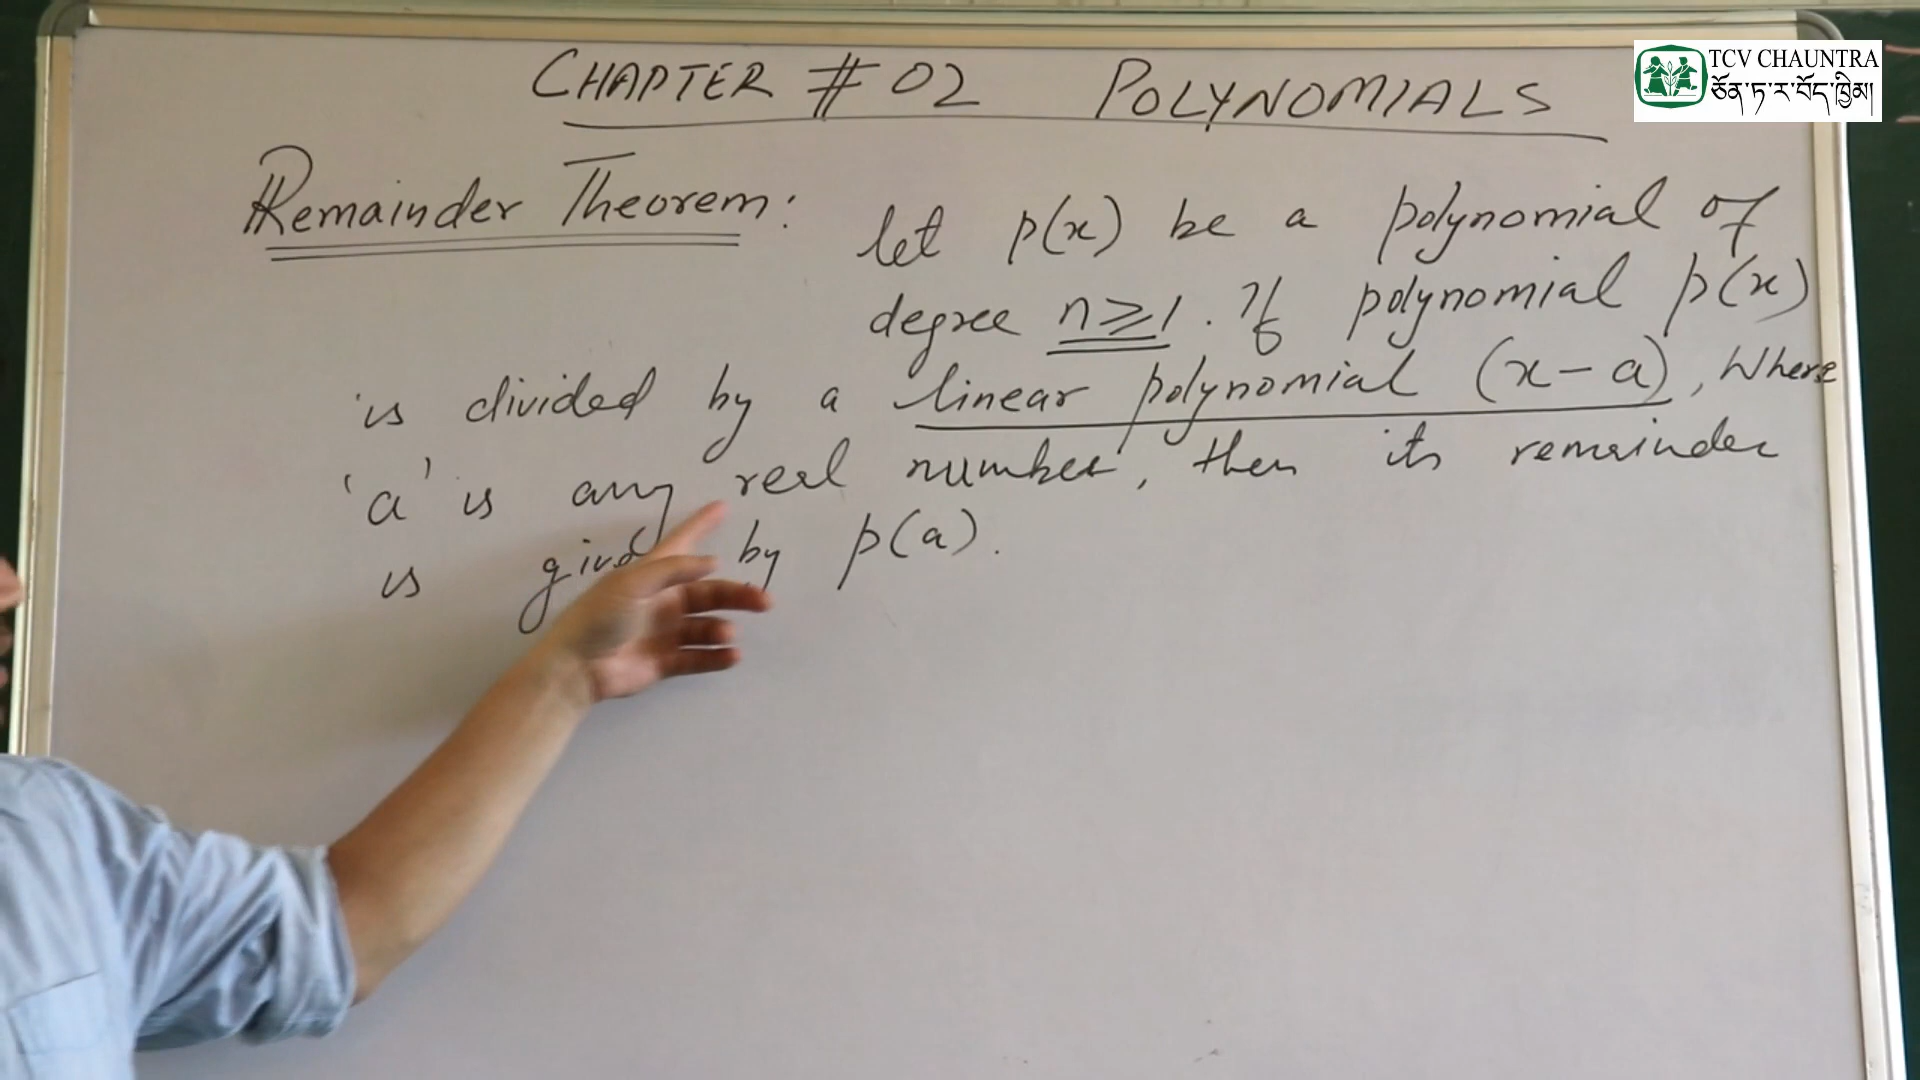 CHAPTER # 02 POLYNOMIALS
TCV CHAUNTRA
ཅོན་ཏ་ར་བོད་ཁྱིམ།
Remainder Theorem: let p(x) be a polynomial of
degree n≥1. If polynomial p(x)
is divided by a linear polynomial (x-a), Where
'a' is any real number, then its remainder
is by p(a).